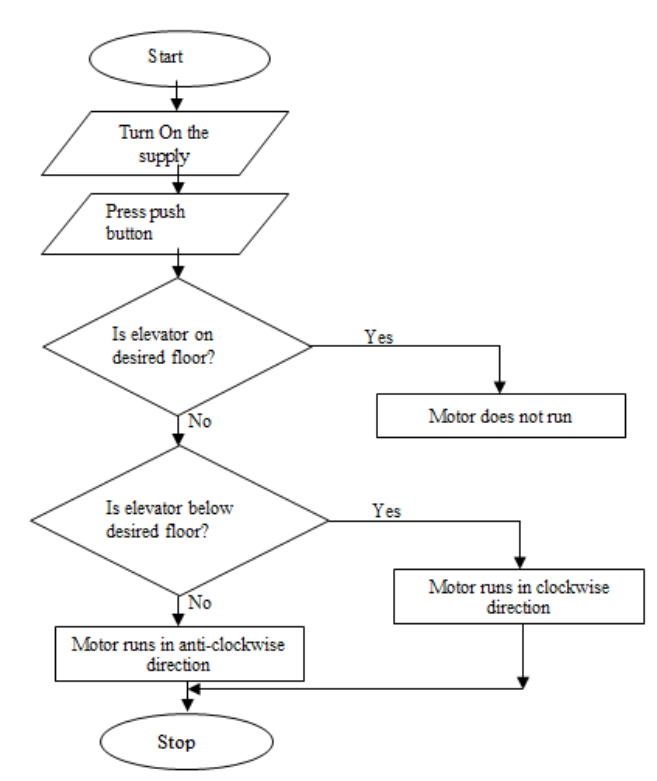 Start
Turn On the
supply
Press push
button
Is elevator on
desired floor?
Yes
Motor does not run
No
Is elevator below
desired floor?
Yes
Motor runs in clockwise
direction
No
Motor runs in anti-clockwise
direction
Stop